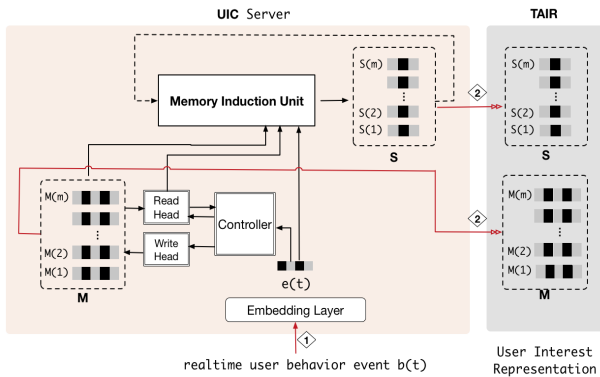 UIC Server
TAIR
S(m)
S(2)
S(1)
S
Memory Induction Unit
2
S(m)
S(2)
S(1)
S
M(m)
M(2)
M(1)
M
Read
Head
Write
Head
Controller
e(t)
2
M(m)
M(2)
M(1)
M
Embedding Layer
1
realtime user behavior event b(t)
User Interest
Representation